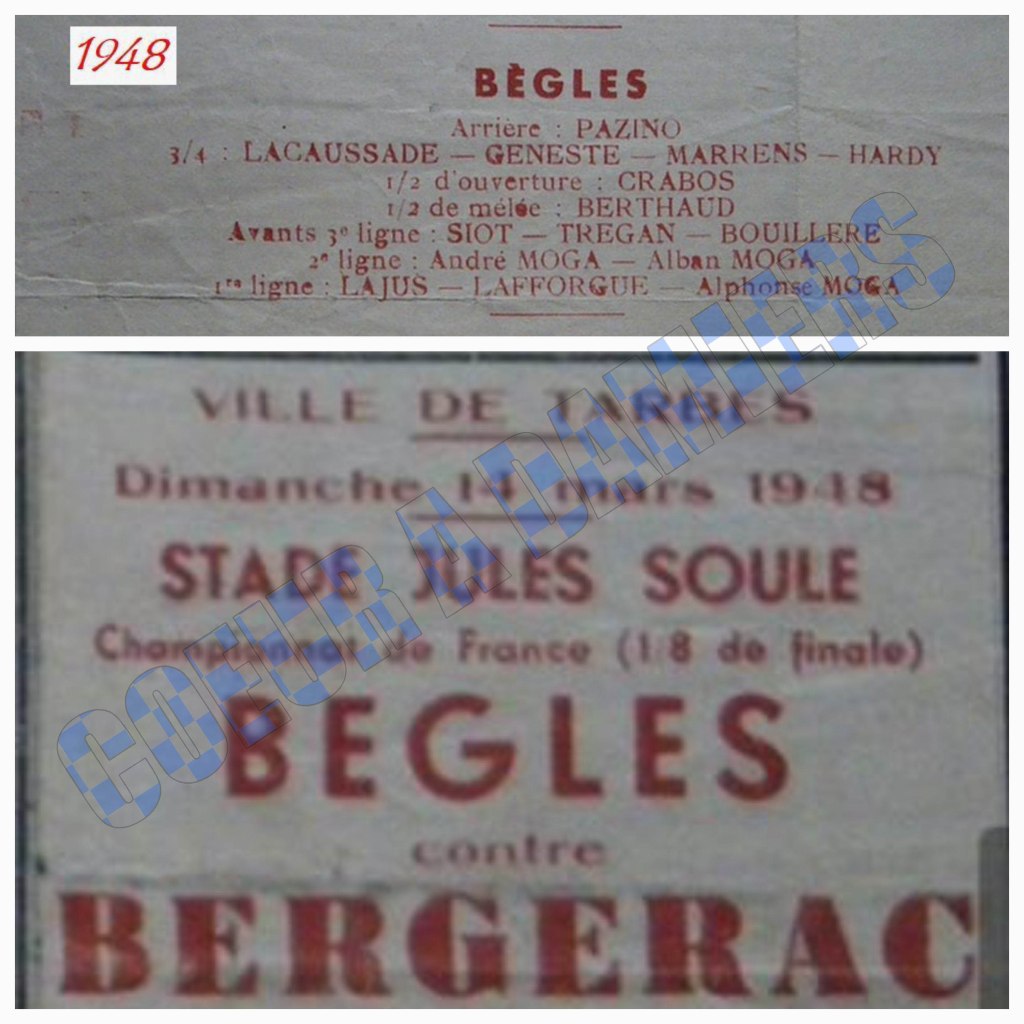 1948
BÈGLES
Arrière : PAZINO
3/4 : LACAUSSADE — GENESTE — MARRENS — HARDY
1/2 d'ouverture : CRABOS
1/2 de mélée : BERTHAUD
Avants 3e ligne : SIOT — TREGAN — BOUILLERE
2e ligne : André MOGA — Alban MOGA
1re ligne : LAJUS — LAFFORGUE — Alphonse MOGA
VILLE DE TARBES
Dimanche 14 mars 1948
STADE JULES SOULE
Championnat de France (1/8 de finale)
BEGLES
contre
BERGERAC
COEUR A DAMIERS